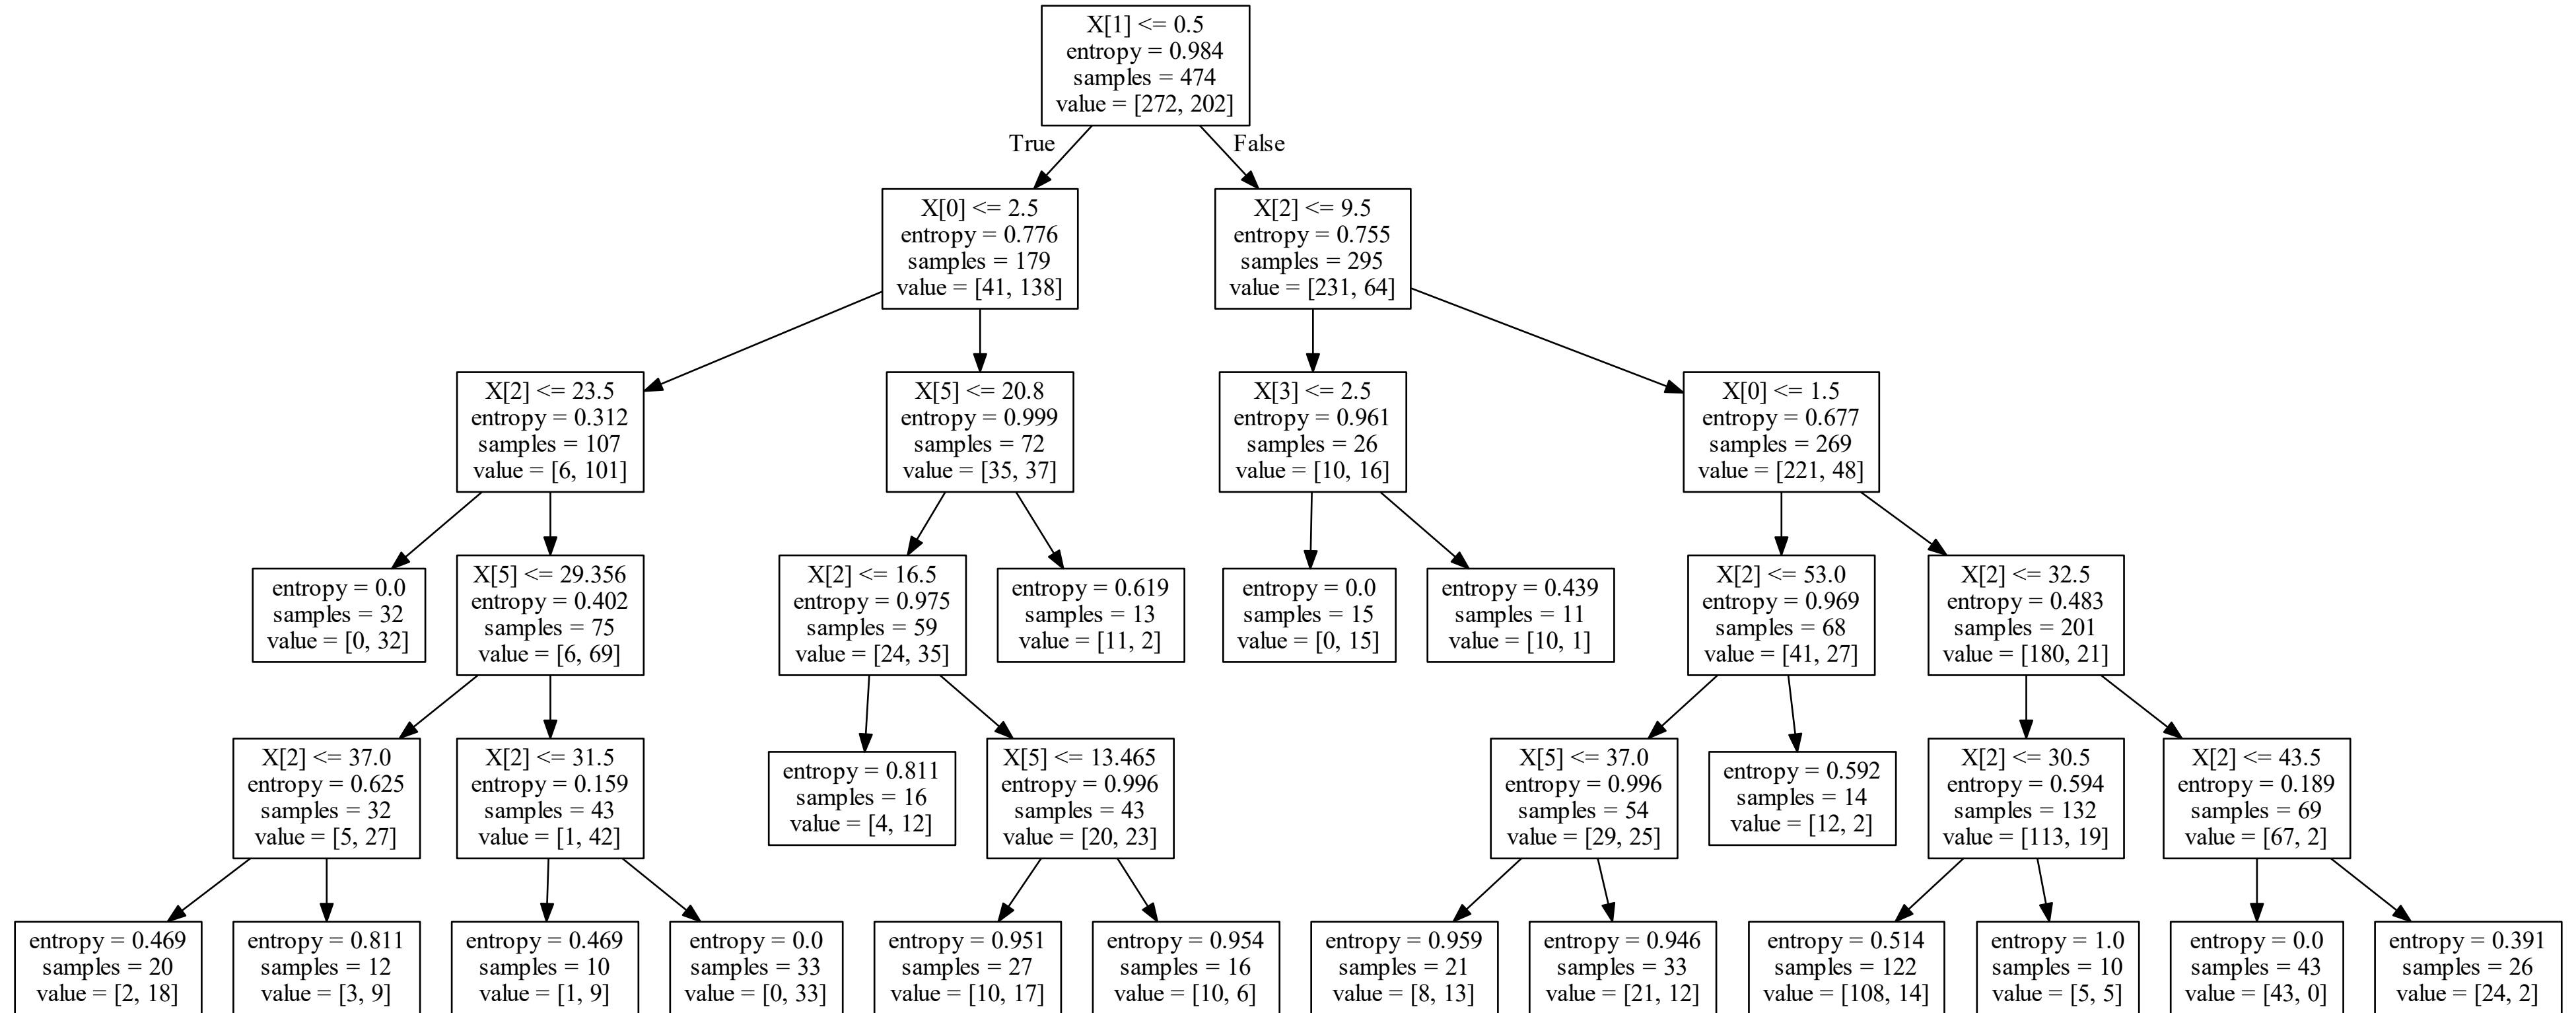 X[1] <= 0.5
entropy = 0.984
samples = 474
value = [272, 202]
True
False
X[0] <= 2.5
entropy = 0.776
samples = 179
value = [41, 138]
X[2] <= 9.5
entropy = 0.755
samples = 295
value = [231, 64]
X[2] <= 23.5
entropy = 0.312
samples = 107
value = [6, 101]
X[5] <= 20.8
entropy = 0.999
samples = 72
value = [35, 37]
X[3] <= 2.5
entropy = 0.961
samples = 26
value = [10, 16]
X[0] <= 1.5
entropy = 0.677
samples = 269
value = [221, 48]
entropy = 0.0
samples = 32
value = [0, 32]
X[5] <= 29.356
entropy = 0.402
samples = 75
value = [6, 69]
X[2] <= 16.5
entropy = 0.975
samples = 59
value = [24, 35]
entropy = 0.619
samples = 13
value = [11, 2]
entropy = 0.0
samples = 15
value = [0, 15]
entropy = 0.439
samples = 11
value = [10, 1]
X[2] <= 53.0
entropy = 0.969
samples = 68
value = [41, 27]
X[2] <= 32.5
entropy = 0.483
samples = 201
value = [180, 21]
X[2] <= 37.0
entropy = 0.625
samples = 32
value = [5, 27]
X[2] <= 31.5
entropy = 0.159
samples = 43
value = [1, 42]
entropy = 0.811
samples = 16
value = [4, 12]
X[5] <= 13.465
entropy = 0.996
samples = 43
value = [20, 23]
X[5] <= 37.0
entropy = 0.996
samples = 54
value = [29, 25]
entropy = 0.592
samples = 14
value = [12, 2]
X[2] <= 30.5
entropy = 0.594
samples = 132
value = [113, 19]
X[2] <= 43.5
entropy = 0.189
samples = 69
value = [67, 2]
entropy = 0.469
samples = 20
value = [2, 18]
entropy = 0.811
samples = 12
value = [3, 9]
entropy = 0.469
samples = 10
value = [1, 9]
entropy = 0.0
samples = 33
value = [0, 33]
entropy = 0.951
samples = 27
value = [10, 17]
entropy = 0.954
samples = 16
value = [10, 6]
entropy = 0.959
samples = 21
value = [8, 13]
entropy = 0.946
samples = 33
value = [21, 12]
entropy = 0.514
samples = 122
value = [108, 14]
entropy = 1.0
samples = 10
value = [5, 5]
entropy = 0.0
samples = 43
value = [43, 0]
entropy = 0.391
samples = 26
value = [24, 2]